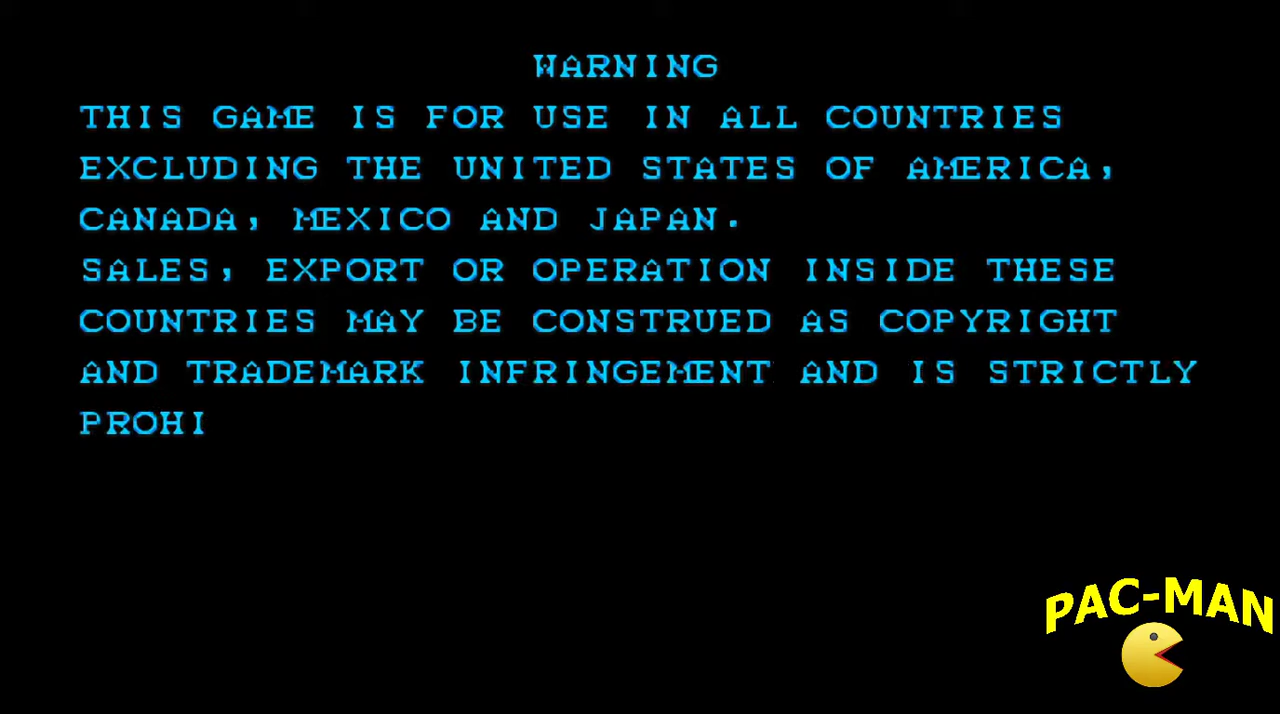 WARNING
THIS GAME IS FOR USE IN ALL COUNTRIES
EXCLUDING THE UNITED STATES OF AMERICA,
CANADA, MEXICO AND JAPAN.
SALES, EXPORT OR OPERATION INSIDE THESE
COUNTRIES MAY BE CONSTRUED AS COPYRIGHT
AND TRADEMARK INFRINGEMENT AND IS STRICTLY
PROHI
PAC-MAN